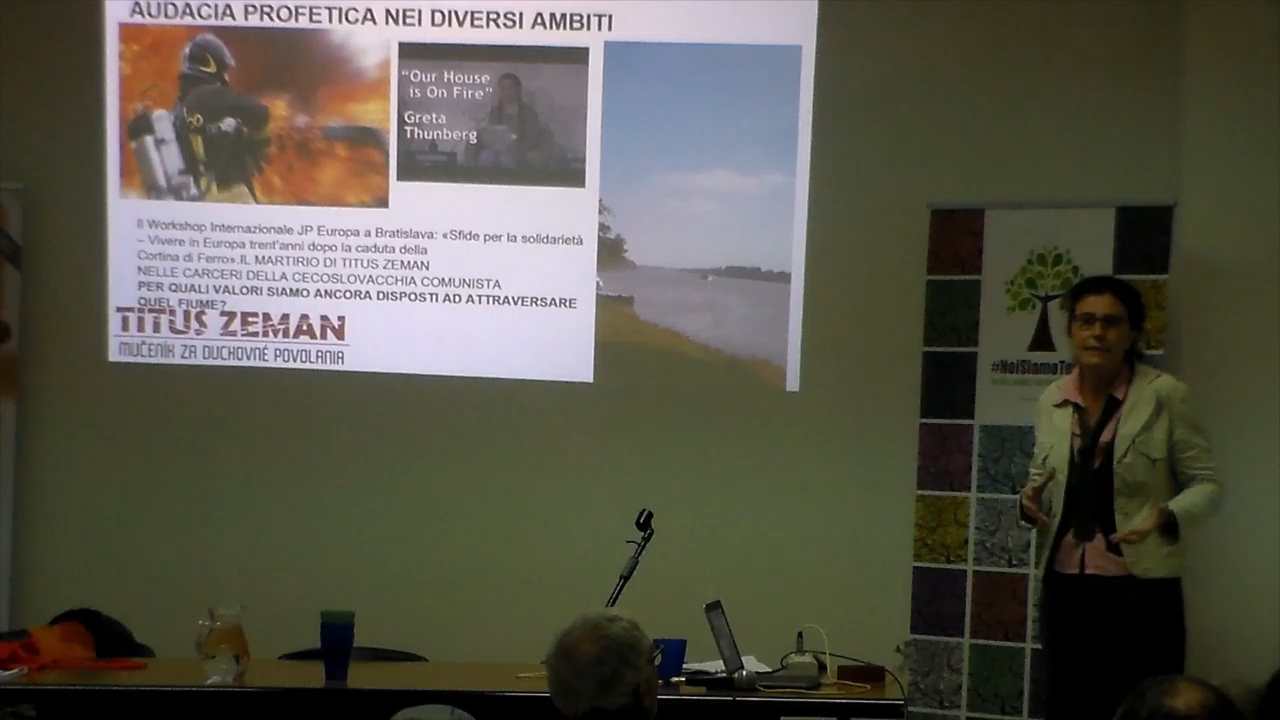 AUDACIA PROFETICA NEI DIVERSI AMBITI
“Our House
is On Fire”
Greta
Thunberg
II Workshop Internazionale JP Europa a Bratislava: «Sfide per la solidarietà
– Vivere in Europa trent'anni dopo la caduta della
Cortina di Ferro».IL MARTIRIO DI TITUS ZEMAN
NELLE CARCERI DELLA CECOSLOVACCHIA COMUNISTA
PER QUALI VALORI SIAMO ANCORA DISPOSTI AD ATTRAVERSARE
QUEL FIUME?
TITUS ZEMAN
MUČENÍK ZA DUCHOVNÉ POVOLANIA
#NoiSiamoTe